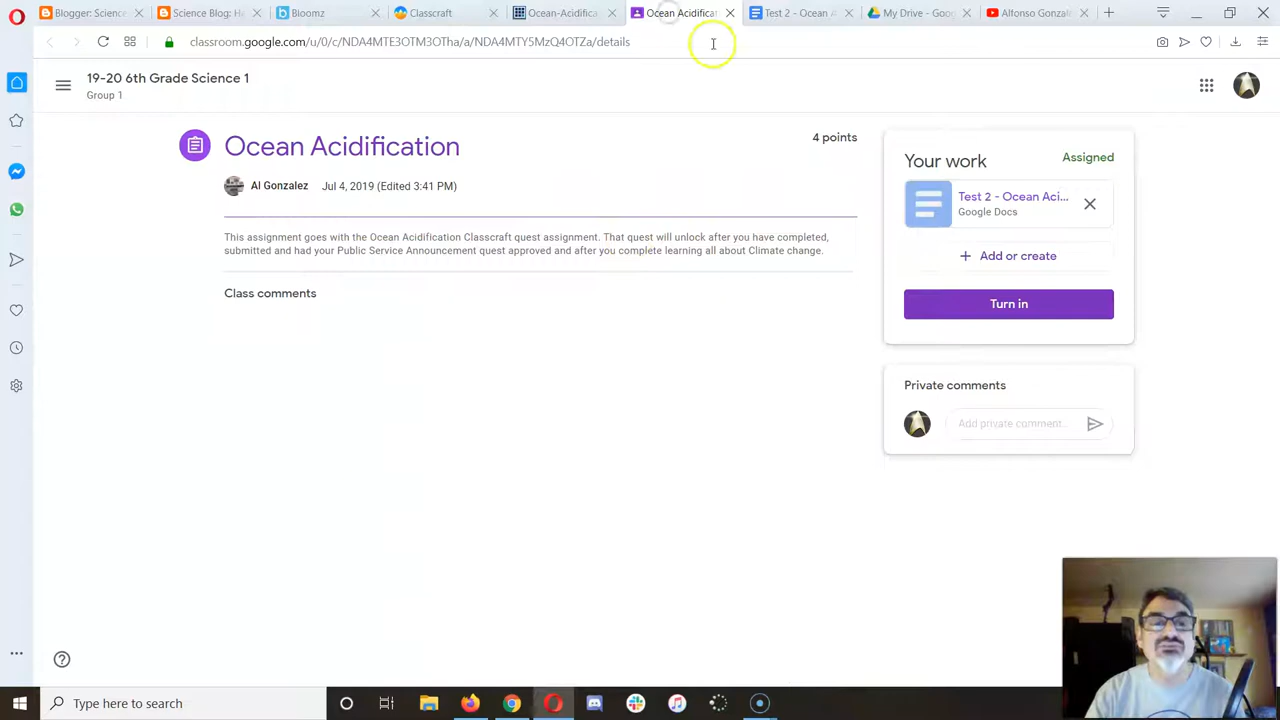 Blogger: Science
Science Blog: H
Bloomz
Classcraft
Ocean-Acidifica
Ocean Acidificat
Test 2 - Ocean A
My Drive - Goog
Alfonso Gonzale
classroom.google.com/u/0/c/NDA4MTE3OTM3OTha/a/NDA4MTY5MzQ4OTZa/details
19-20 6th Grade Science 1
Group 1
Ocean Acidification
4 points
Al Gonzalez Jul 4, 2019 (Edited 3:41 PM)
This assignment goes with the Ocean Acidification Classcraft quest assignment. That quest will unlock after you have completed,
submitted and had your Public Service Announcement quest approved and after you complete learning all about Climate change.
Class comments
Your work
Assigned
Test 2 - Ocean Aci...
Google Docs
+ Add or create
Turn in
Private comments
Add private comment...
Type here to search